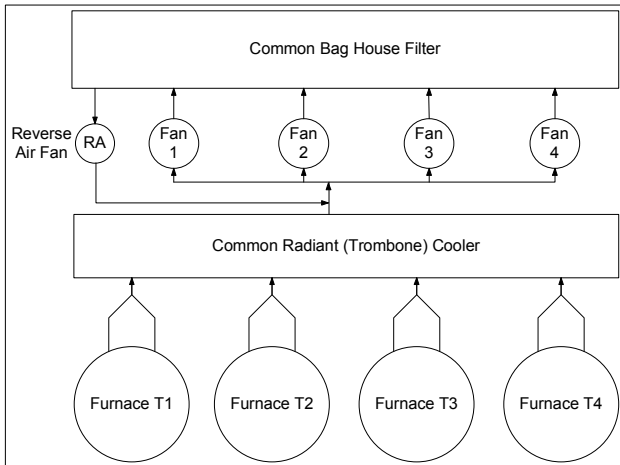 Common Bag House Filter
Reverse
Air Fan
RA
Fan
1
Fan
2
Fan
3
Fan
4
Common Radiant (Trombone) Cooler
Furnace T1
Furnace T2
Furnace T3
Furnace T4